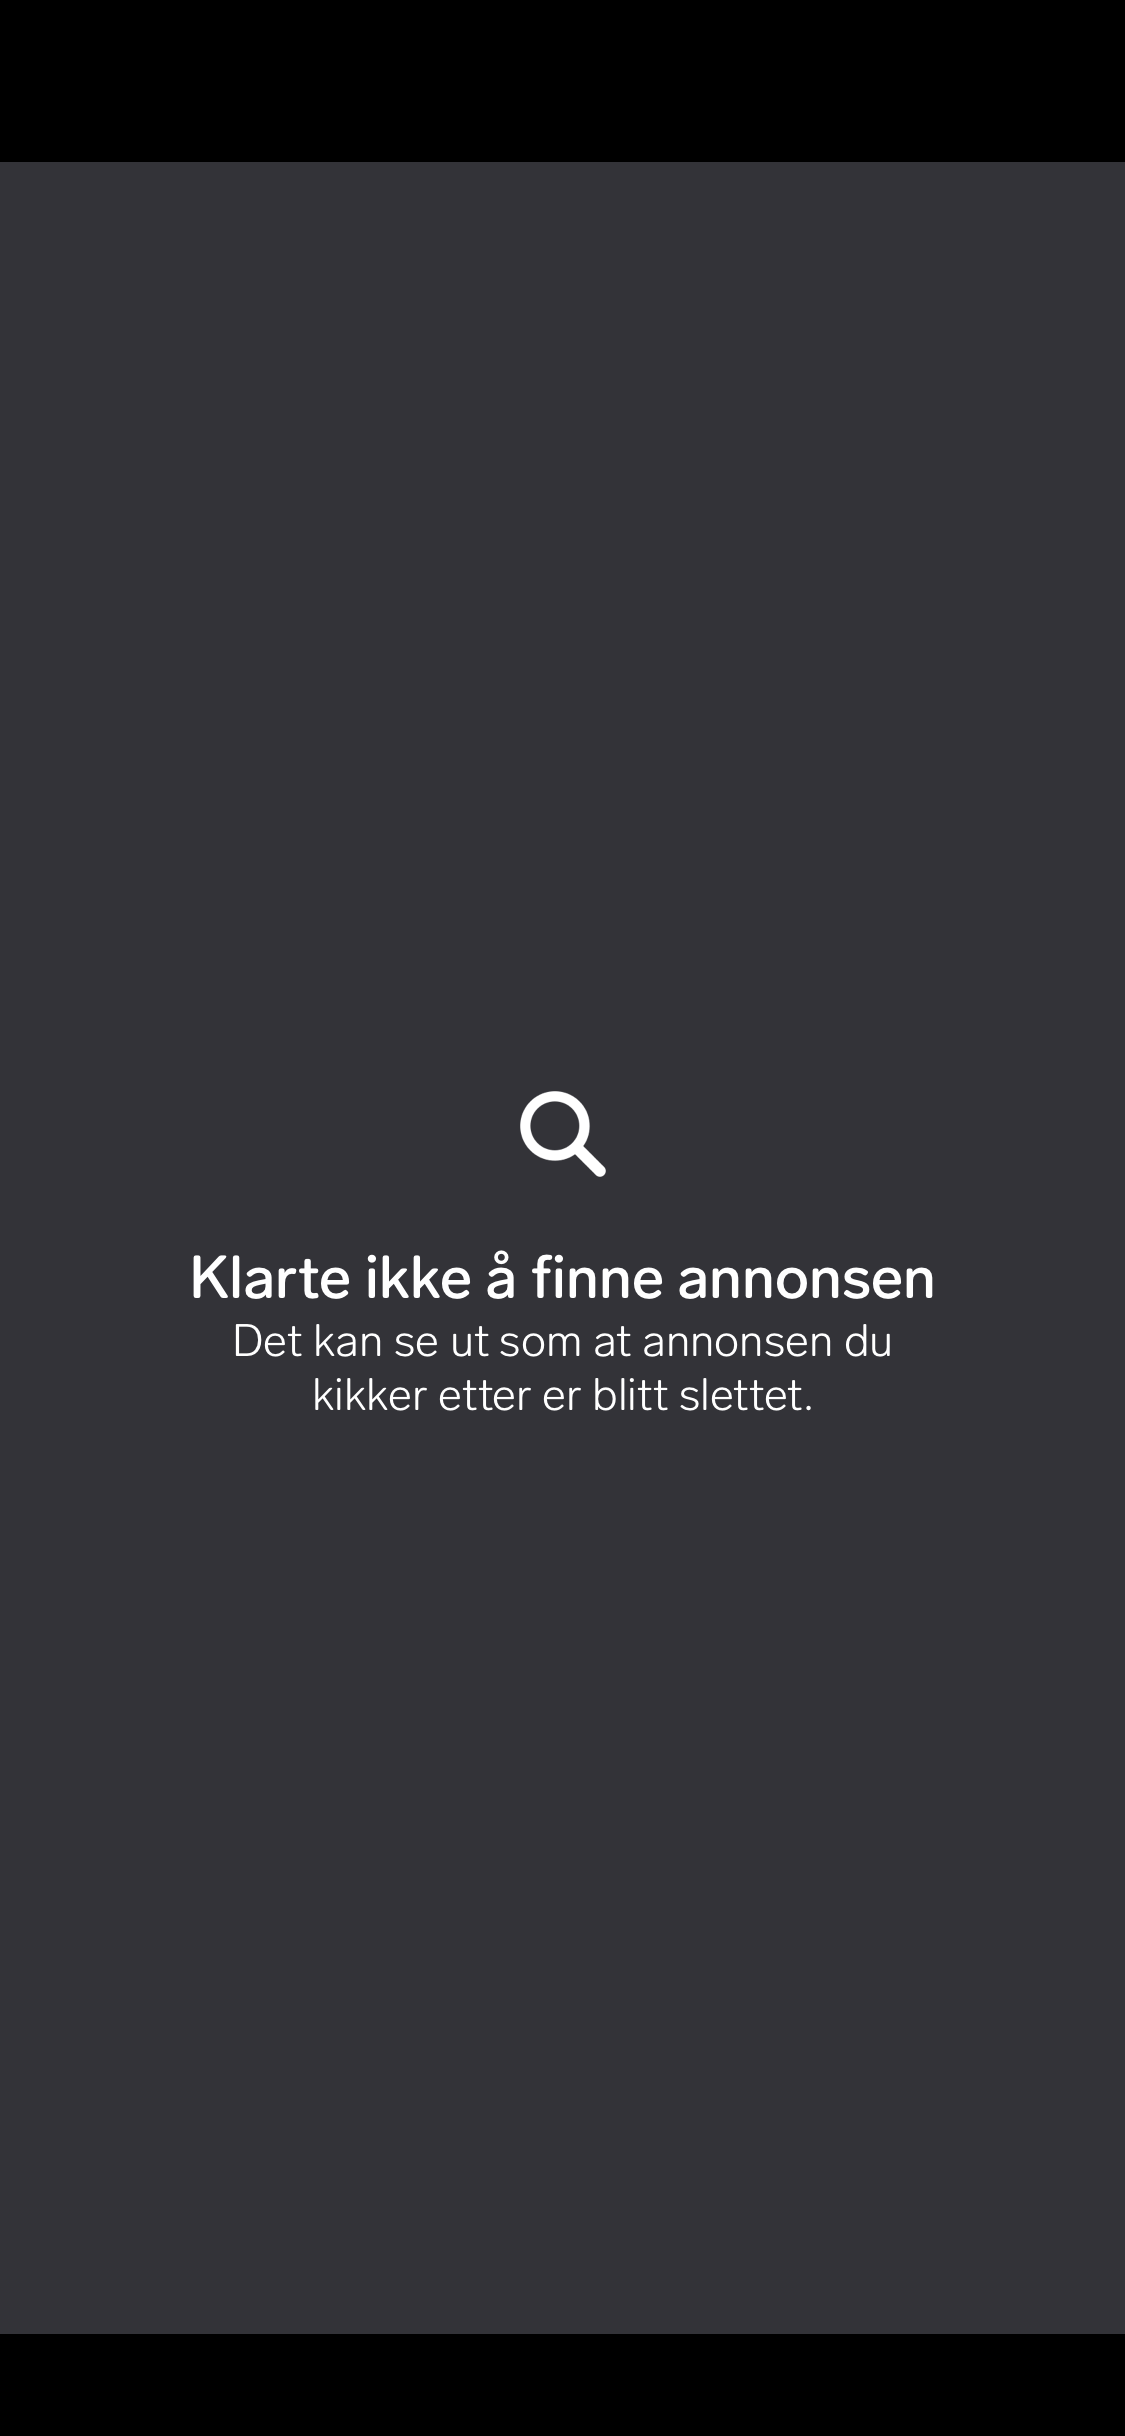 Klarte ikke å finne annonsen
Det kan se ut som at annonsen du
kikker etter er blitt slettet.